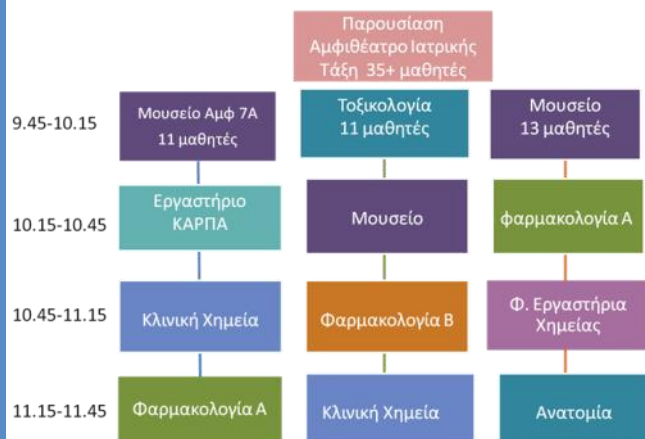 Παρουσίαση
Αμφιθέατρο Ιατρικής
Τάξη 35+ μαθητές
9.45-10.15
Μουσείο Αμφ 7Α
11 μαθητές
Τοξικολογία
11 μαθητές
Μουσείο
13 μαθητές
10.15-10.45
Εργαστήριο
ΚΑΡΠΑ
Μουσείο
φαρμακολογία Α
10.45-11.15
Κλινική Χημεία
Φαρμακολογία Β
Φ. Εργαστήρια
Χημείας
11.15-11.45
Φαρμακολογία Α
Κλινική Χημεία
Ανατομία